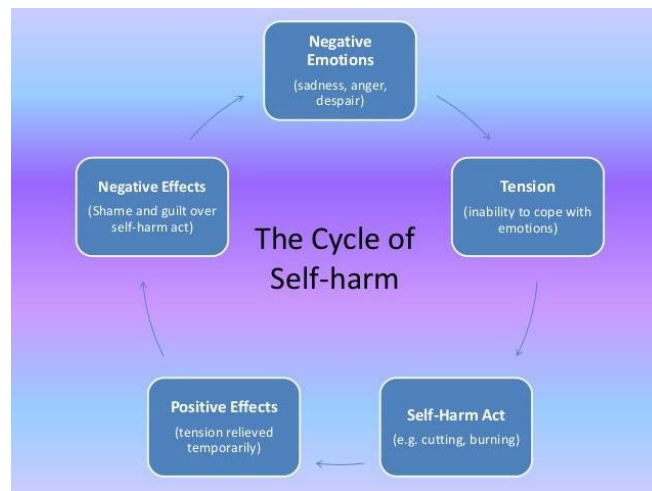 Negative
Emotions
(sadness, anger,
despair)
Tension
(inability to cope with
emotions)
Self-Harm Act
(e.g. cutting, burning)
Positive Effects
(tension relieved
temporarily)
Negative Effects
(Shame and guilt over
self-harm act)
The Cycle of
Self-harm